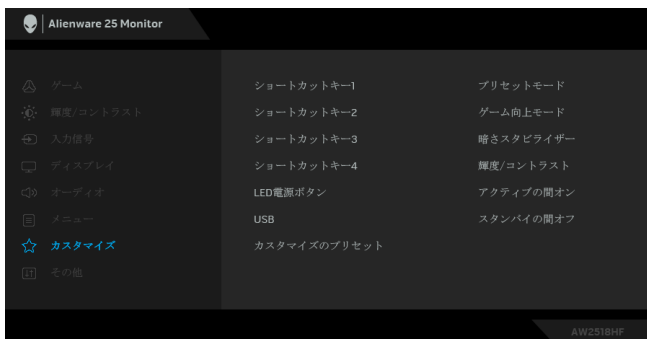 Alienware 25 Monitor
ゲーム
輝度/コントラスト
入力信号
ディスプレイ
オーディオ
メニュー
カスタマイズ
その他
ショートカットキー1 プリセットモード
ショートカットキー2 ゲーム向上モード
ショートカットキー3 暗さスタビライザー
ショートカットキー4 輝度/コントラスト
LED電源ボタン アクティブの間オン
USB スタンバイの間オフ
カスタマイズのプリセット
AW2518HF